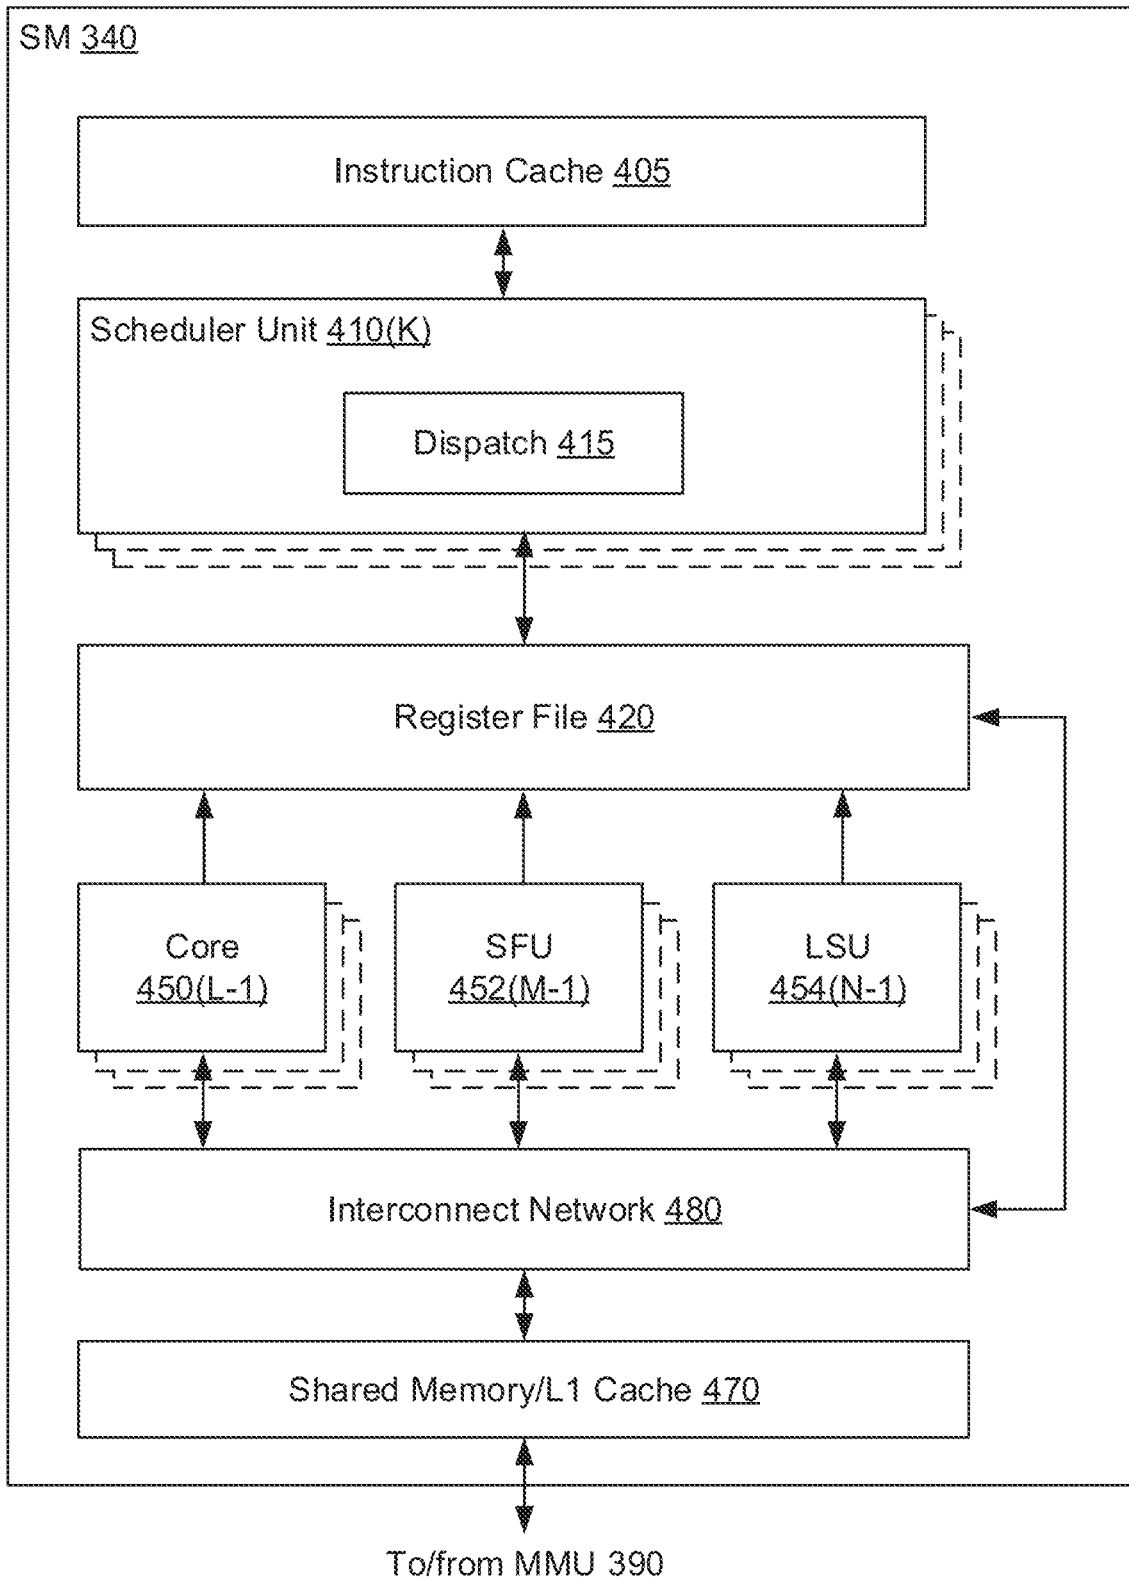 SM 340
Instruction Cache 405
Scheduler Unit 410(K)
Dispatch 415
Register File 420
Core
450(L-1)
SFU
452(M-1)
LSU
454(N-1)
Interconnect Network 480
Shared Memory/L1 Cache 470
To/from MMU 390